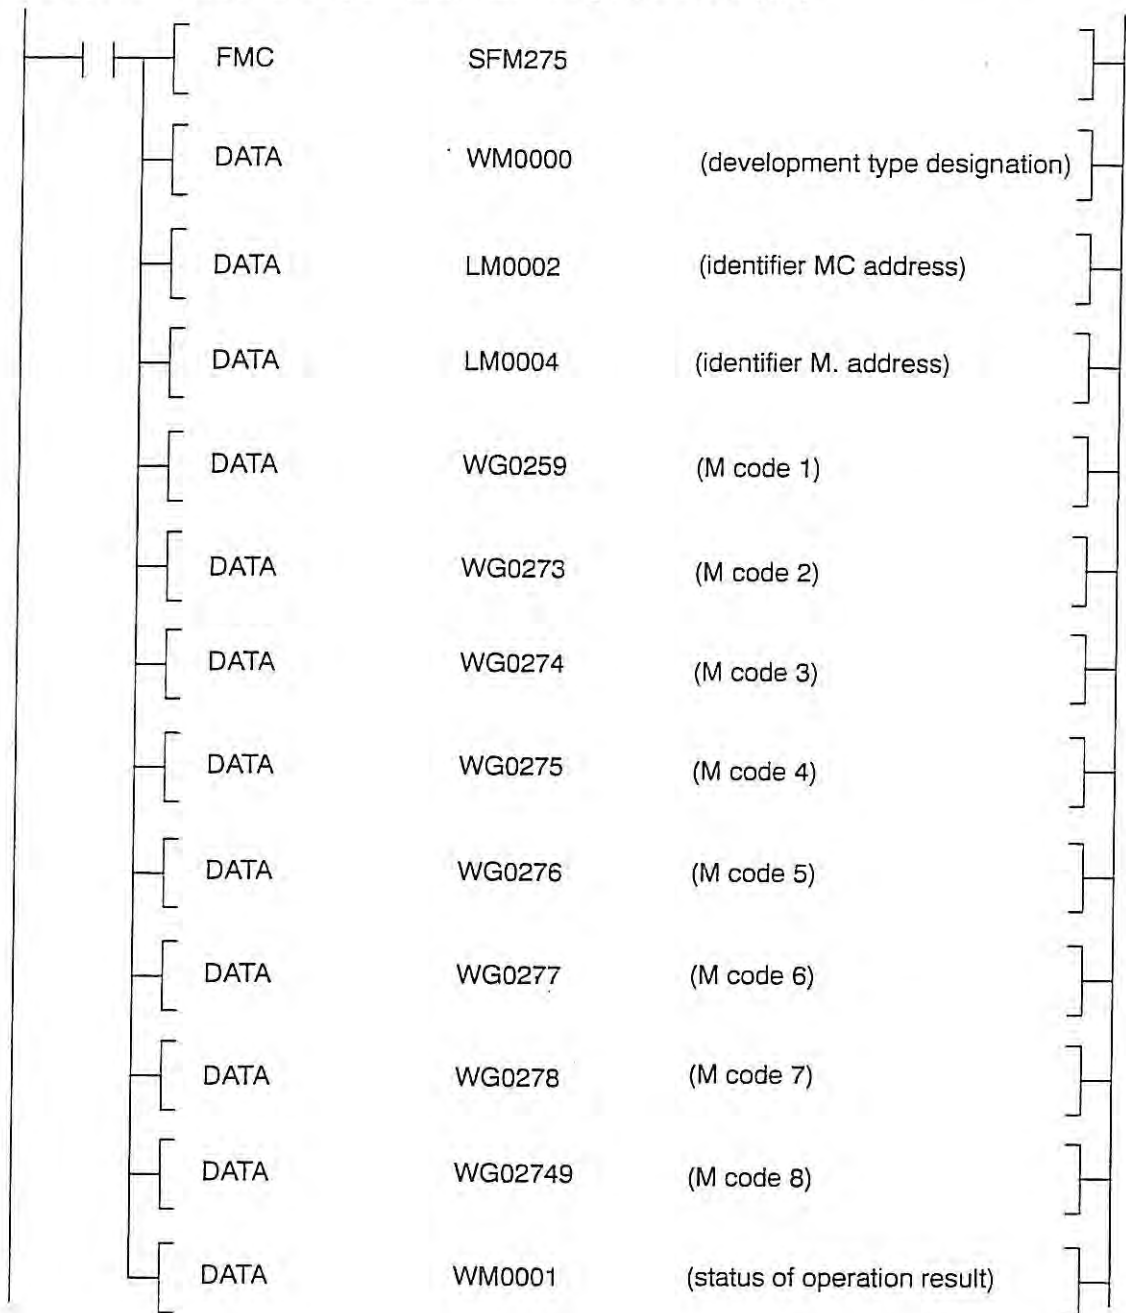 FMC SFM275
DATA WM0000 (development type designation)
DATA LM0002 (identifier MC address)
DATA LM0004 (identifier M. address)
DATA WG0259 (M code 1)
DATA WG0273 (M code 2)
DATA WG0274 (M code 3)
DATA WG0275 (M code 4)
DATA WG0276 (M code 5)
DATA WG0277 (M code 6)
DATA WG0278 (M code 7)
DATA WG02749 (M code 8)
DATA WM0001 (status of operation result)